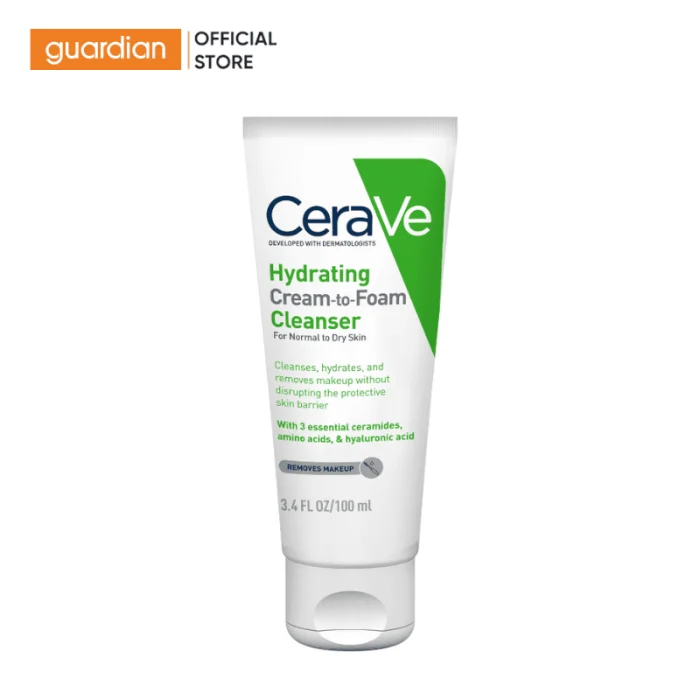 guardian
OFFICIAL
STORE
CeraVe
DEVELOPED WITH DERMATOLOGISTS
Hydrating
Cream-to-Foam
Cleanser
For Normal to Dry Skin
Cleanses, hydrates, and
removes makeup without
disrupting the protective
skin barrier
With 3 essential ceramides,
amino acids, & hyaluronic acid
REMOVES MAKEUP
3.4 FL OZ/100 ml